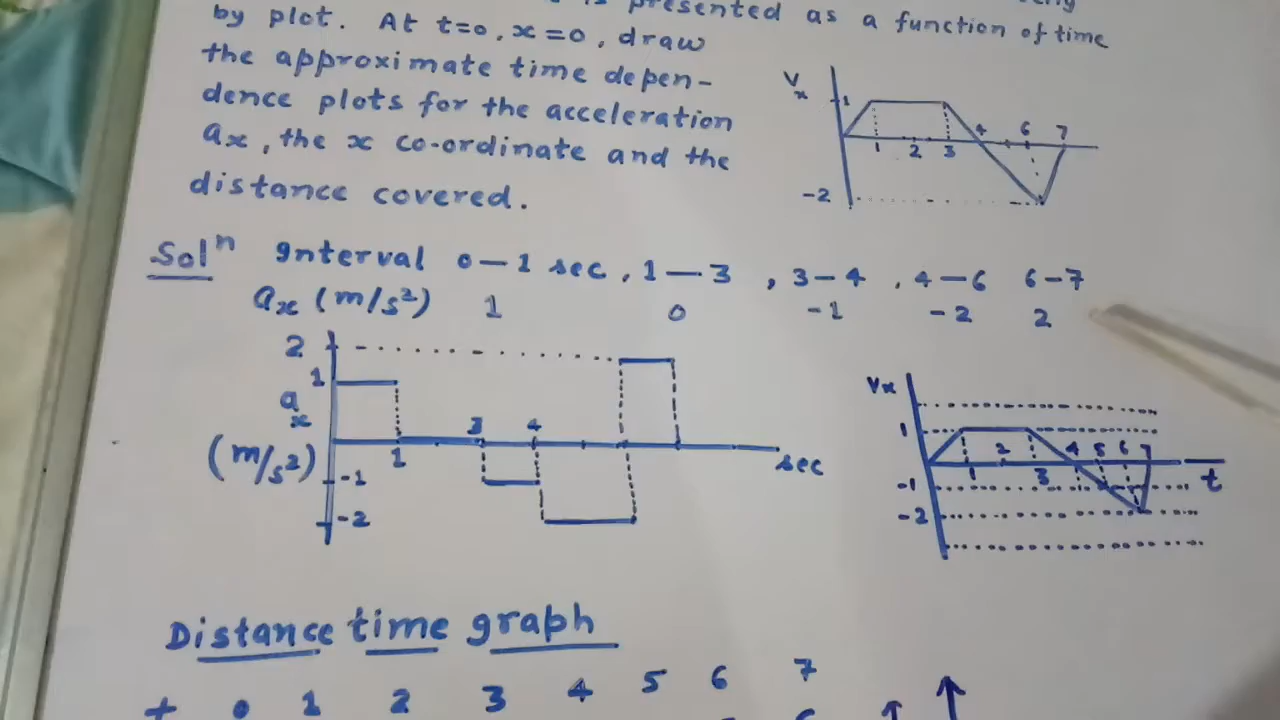 is presented as a function of time
by plot. At t=0, x=0, draw
the approximate time depen-
dence plots for the acceleration
ax, the x co-ordinate and the
distance covered.
Vx
1
1 2 3 4 6 7
-2
Solⁿ Interval 0-1 sec, 1-3, 3-4, 4-6 6-7
ax (m/s²) 1 0 -1 -2 2
2
1
ax
(m/s²)
3 4
1
sec
-1
-2
Vx
1
1 2 3 4 5 6 7
t
-1
-2
Distance time graph
t 0 1 2 3 4 5 6 7